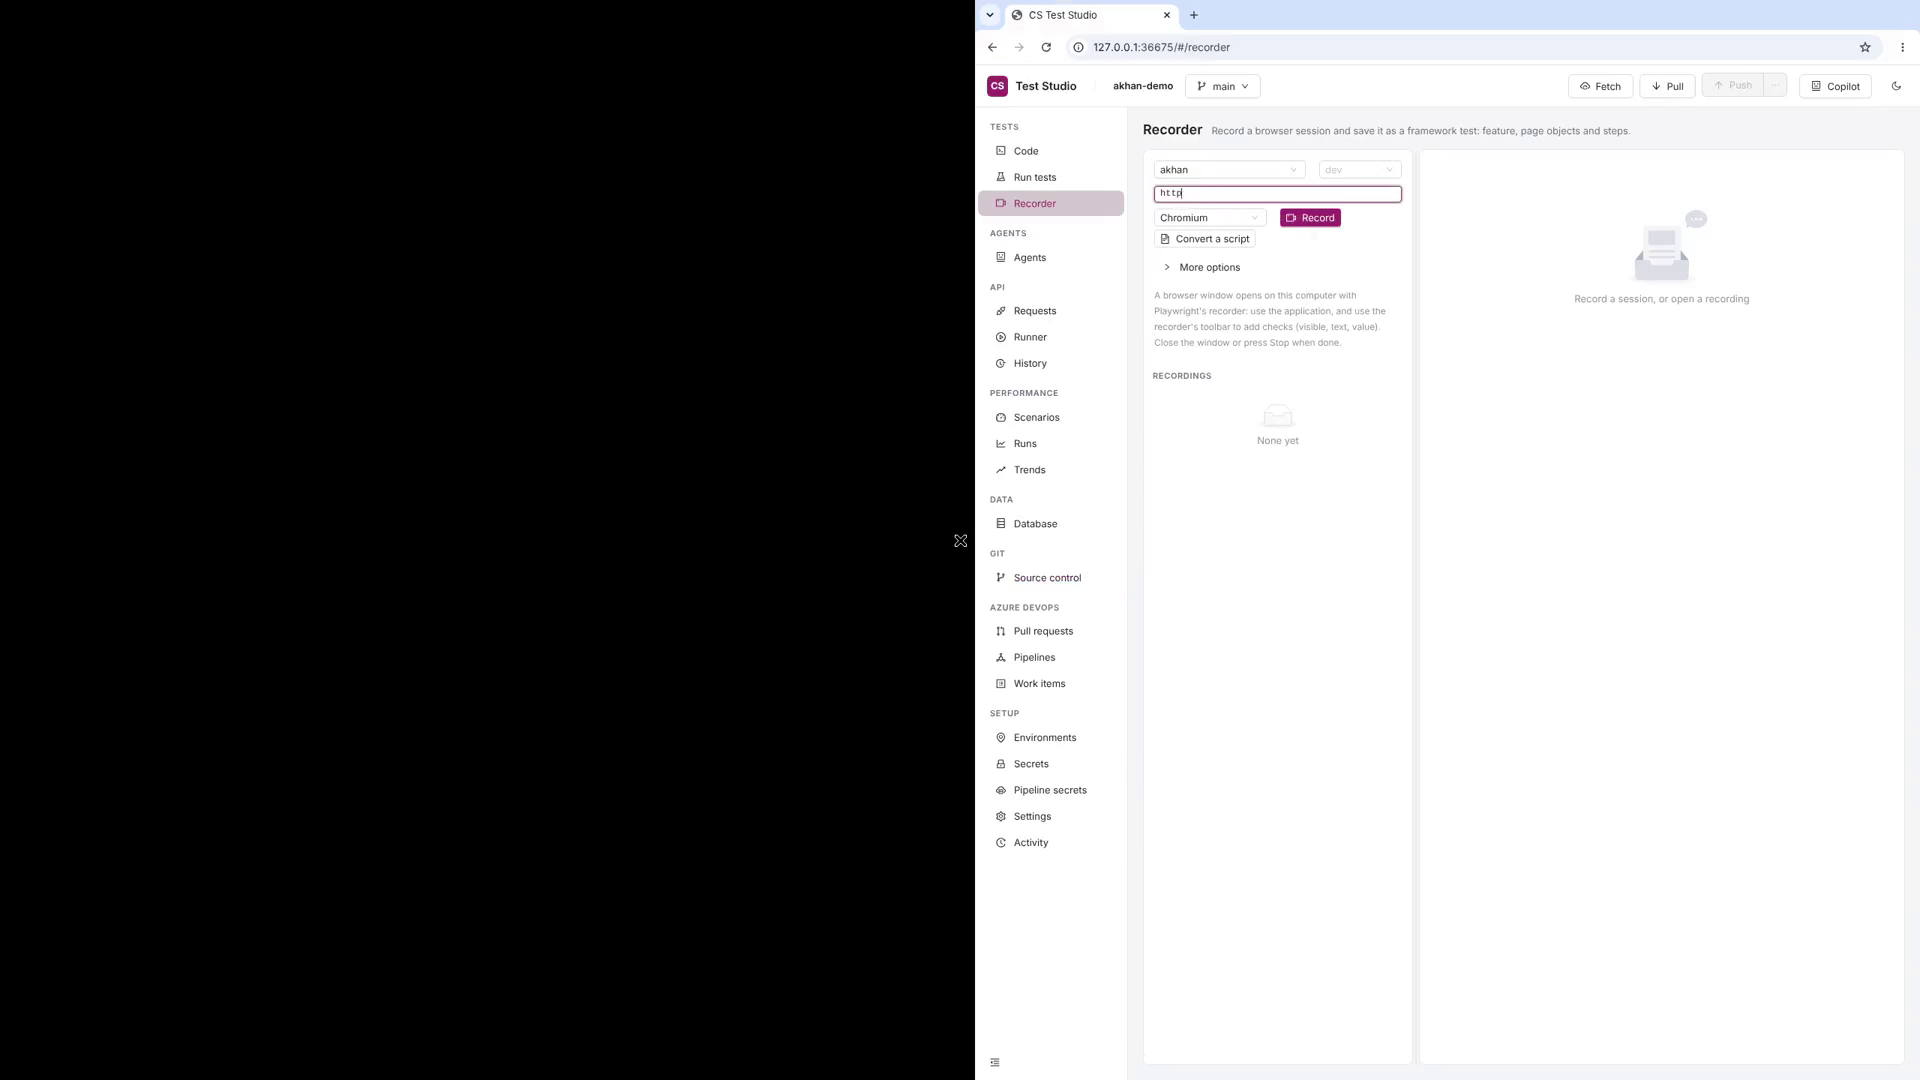 CS Test Studio
127.0.0.1:36675/#/recorder
CS Test Studio akhan-demo main Fetch Pull Push ... Copilot
TESTS
Code
Run tests
Recorder
AGENTS
Agents
API
Requests
Runner
History
PERFORMANCE
Scenarios
Runs
Trends
DATA
Database
GIT
Source control
AZURE DEVOPS
Pull requests
Pipelines
Work items
SETUP
Environments
Secrets
Pipeline secrets
Settings
Activity
Recorder Record a browser session and save it as a framework test: feature, page objects and steps.
akhan dev
http
Chromium Record
Convert a script
More options
A browser window opens on this computer with
Playwright's recorder: use the application, and use the
recorder's toolbar to add checks (visible, text, value).
Close the window or press Stop when done.
RECORDINGS
None yet
Record a session, or open a recording